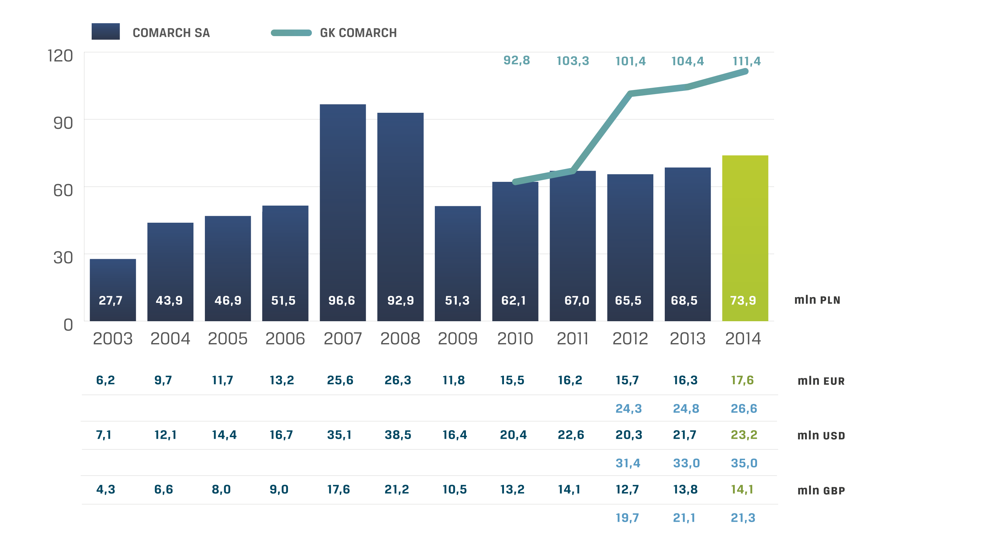 COMARCH SA GK COMARCH
120
92,8 103,3 101,4 104,4 111,4
90
60
30
27,7 43,9 46,9 51,5 96,6 92,9 51,3 62,1 67,0 65,5 68,5 73,9 mln PLN
0
2003 2004 2005 2006 2007 2008 2009 2010 2011 2012 2013 2014
6,2 9,7 11,7 13,2 25,6 26,3 11,8 15,5 16,2 15,7 16,3 17,6 mln EUR
24,3 24,8 26,6
7,1 12,1 14,4 16,7 35,1 38,5 16,4 20,4 22,6 20,3 21,7 23,2 mln USD
31,4 33,0 35,0
4,3 6,6 8,0 9,0 17,6 21,2 10,5 13,2 14,1 12,7 13,8 14,1 mln GBP
19,7 21,1 21,3